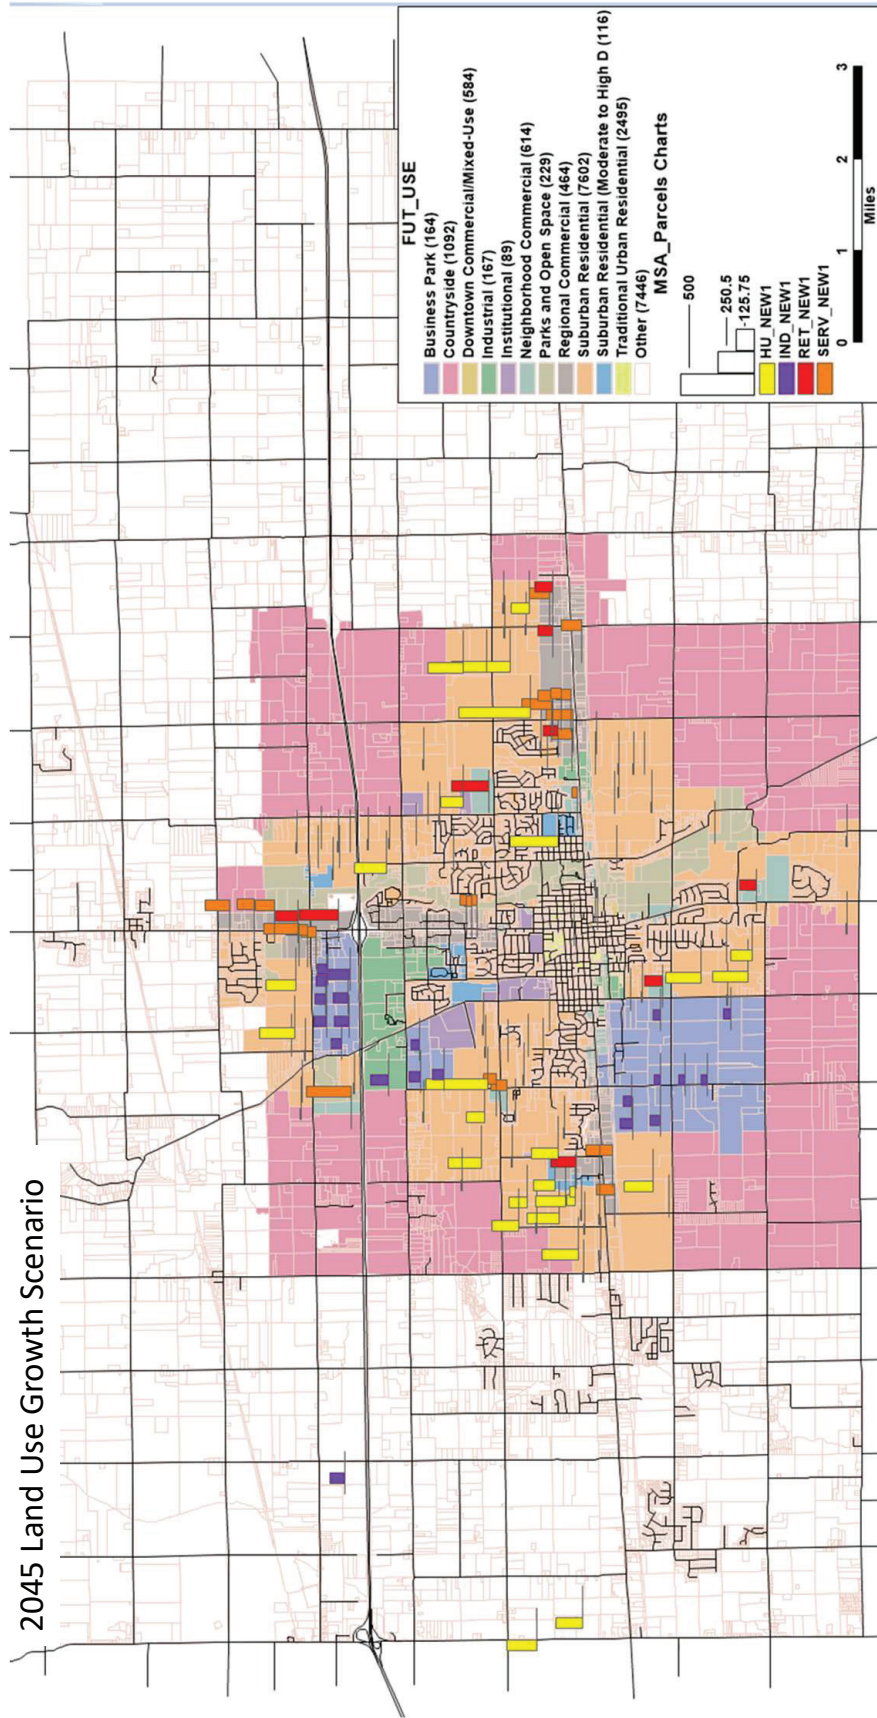 2045 Land Use Growth Scenario
FUT_USE
Business Park (164)
Countryside (1092)
Downtown Commercial/Mixed-Use (584)
Industrial (167)
Institutional (89)
Neighborhood Commercial (614)
Parks and Open Space (229)
Regional Commercial (464)
Suburban Residential (7602)
Suburban Residential (Moderate to High D (116)
Traditional Urban Residential (2495)
Other (7446)
MSA_Parcels Charts
500
250.5
-125.75
HU_NEW1
IND_NEW1
RET_NEW1
SERV_NEW1
0 1 2 3
Miles